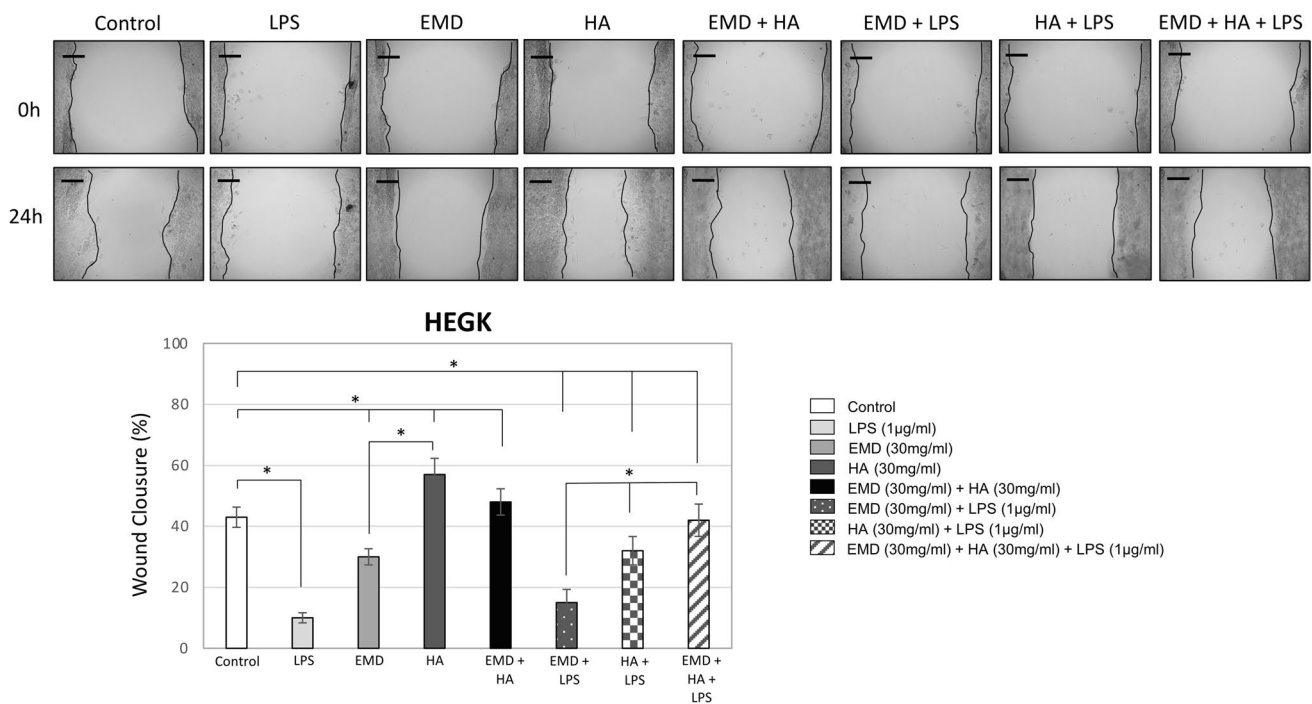 Control LPS EMD HA EMD + HA EMD + LPS HA + LPS EMD + HA + LPS
0h
24h
HEGK
Wound Clousure (%)
100
80
60
40
20
0
*
*
*
*
*
Control LPS EMD HA EMD + HA EMD + LPS HA + LPS EMD + HA + LPS
Control
LPS (1µg/ml)
EMD (30mg/ml)
HA (30mg/ml)
EMD (30mg/ml) + HA (30mg/ml)
EMD (30mg/ml) + LPS (1µg/ml)
HA (30mg/ml) + LPS (1µg/ml)
EMD (30mg/ml) + HA (30mg/ml) + LPS (1µg/ml)